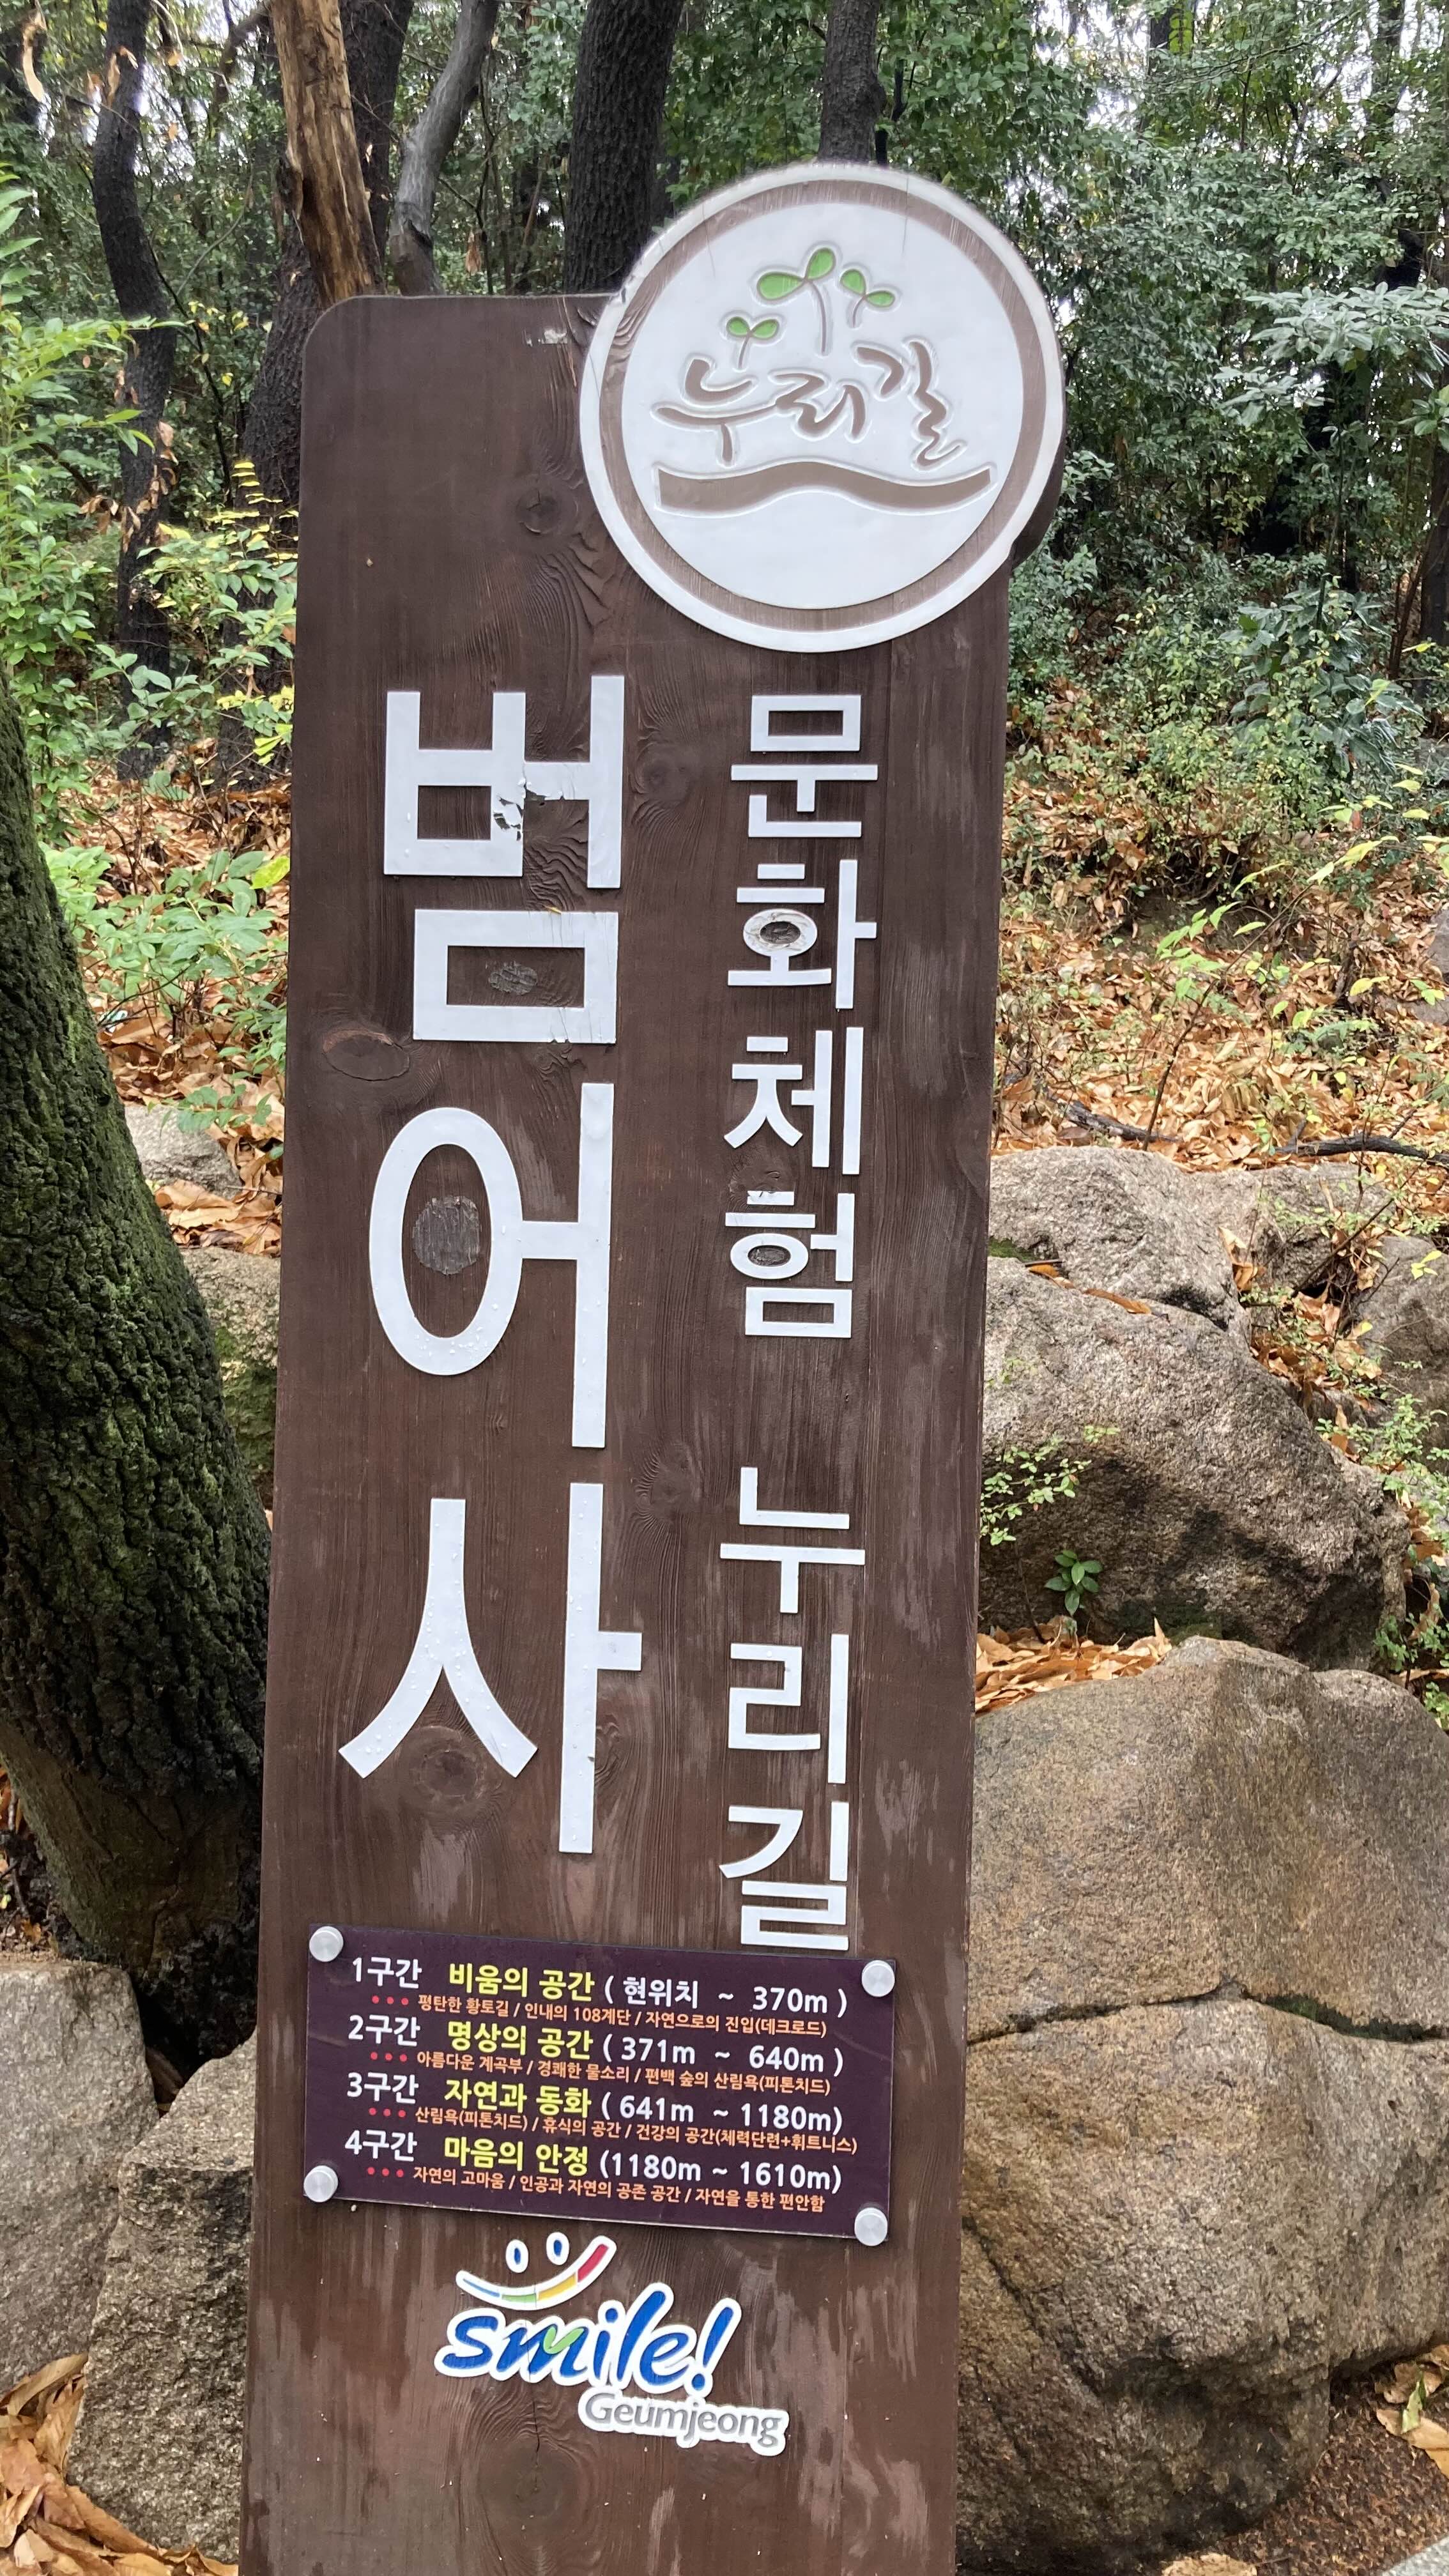 누리길
문화체험 누리길
범어사
1구간 비움의 공간 ( 현위치 ~ 370m )
••• 평탄한 황토길 / 인내의 108계단 / 자연으로의 진입(데크로드)
2구간 명상의 공간 ( 371m ~ 640m )
••• 아름다운 계곡부 / 경쾌한 물소리 / 편백 숲의 산림욕(피톤치드)
3구간 자연과 동화 ( 641m ~ 1180m)
••• 산림욕(피톤치드) / 휴식의 공간 / 건강의 공간(체력단련+휘트니스)
4구간 마음의 안정 (1180m ~ 1610m)
••• 자연의 고마움 / 인공과 자연의 공존 공간 / 자연을 통한 편안함
smile!
Geumjeong